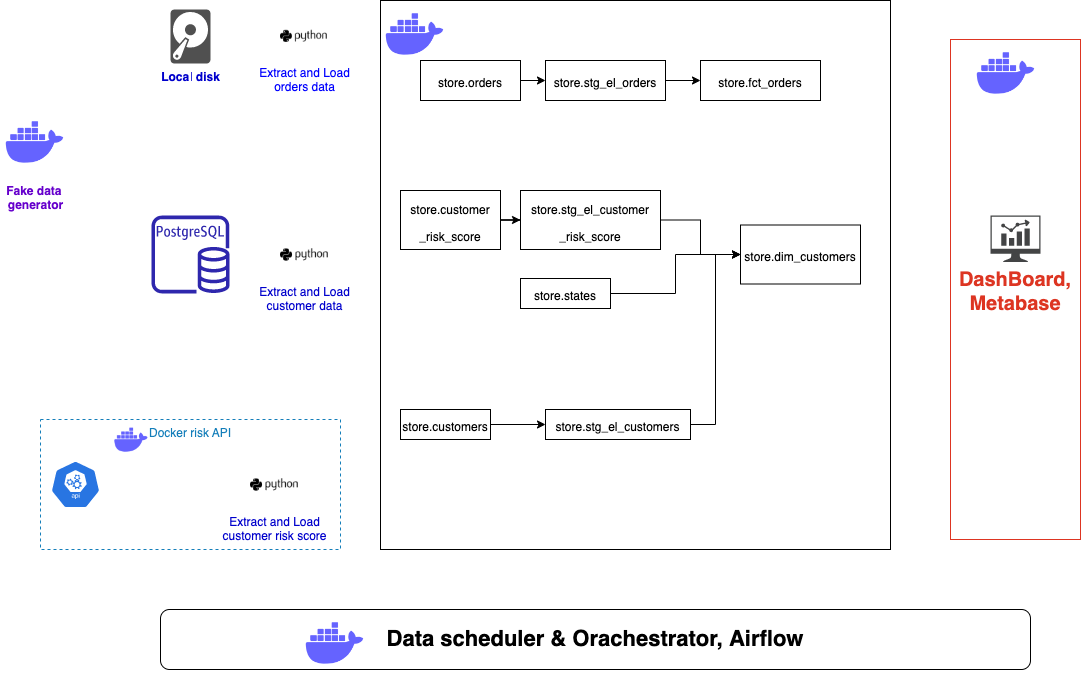 Local disk
python
Extract and Load
orders data
store.orders
store.stg_el_orders
store.fct_orders
Fake data
generator
PostgreSQL
python
Extract and Load
customer data
store.customer
_risk_score
store.stg_el_customer
_risk_score
store.states
store.dim_customers
store.customers
store.stg_el_customers
DashBoard,
Metabase
Docker risk API
api
python
Extract and Load
customer risk score
Data scheduler & Orachestrator, Airflow